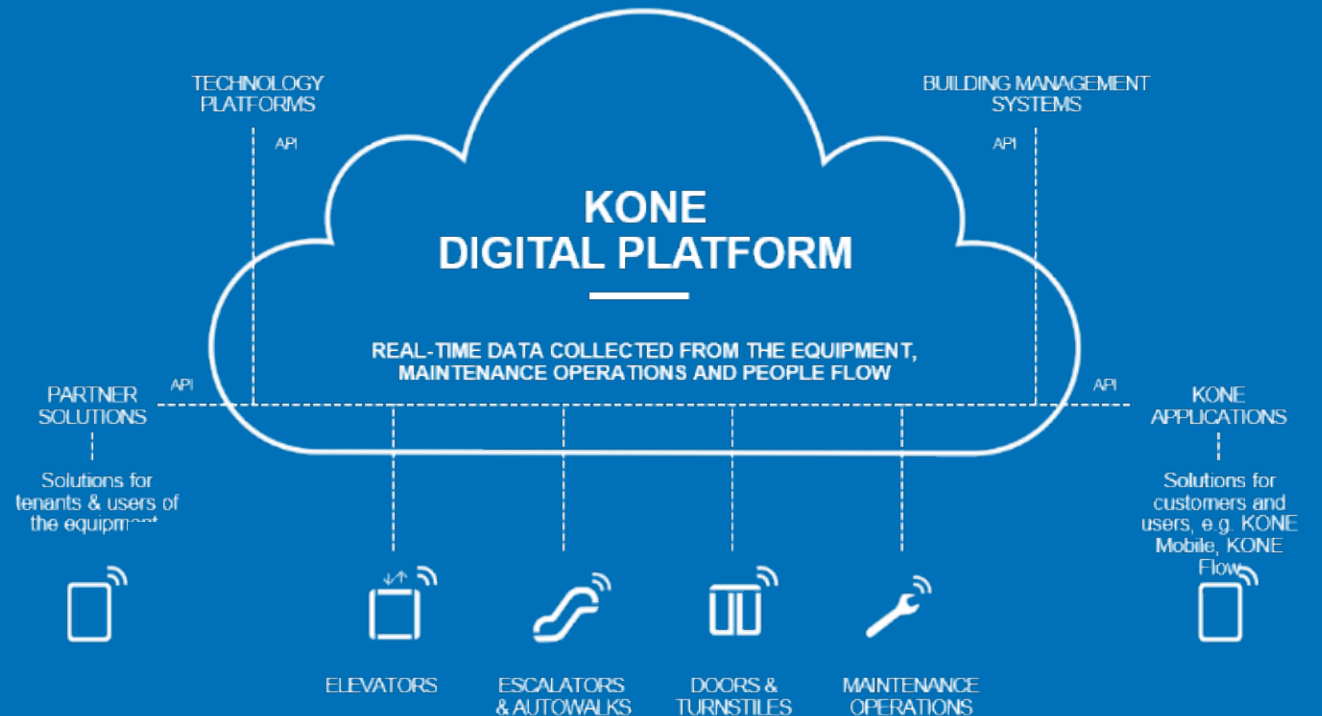 TECHNOLOGY
PLATFORMS
API
BUILDING MANAGEMENT
SYSTEMS
API
KONE
DIGITAL PLATFORM
REAL-TIME DATA COLLECTED FROM THE EQUIPMENT,
MAINTENANCE OPERATIONS AND PEOPLE FLOW
PARTNER
SOLUTIONS
API
Solutions for
tenants & users of
the equipment
API
KONE
APPLICATIONS
Solutions for
customers and
users, e.g. KONE
Mobile, KONE
Flow
ELEVATORS
ESCALATORS
& AUTOWALKS
DOORS &
TURNSTILES
MAINTENANCE
OPERATIONS